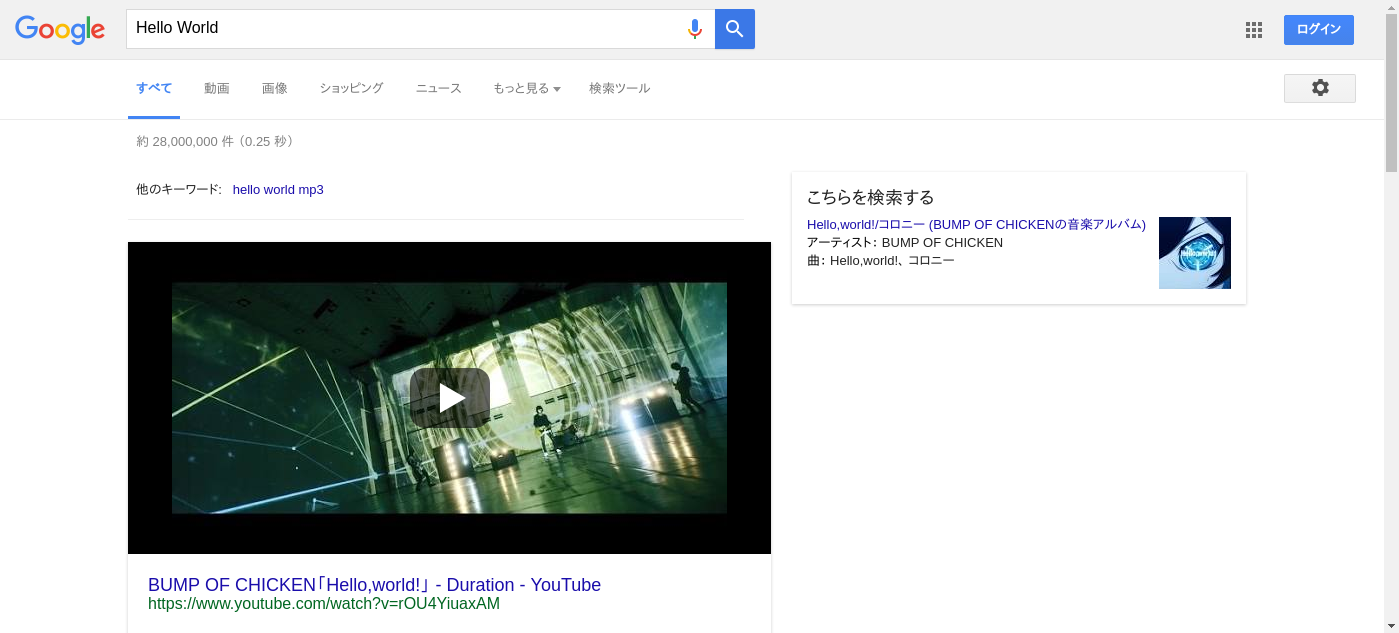 Google
Hello World
ログイン
すべて 動画 画像 ショッピング ニュース もっと見る 検索ツール
約 28,000,000 件 （0.25 秒）
他のキーワード: hello world mp3
こちらを検索する
Hello,world!/コロニー (BUMP OF CHICKENの音楽アルバム)
アーティスト: BUMP OF CHICKEN
曲: Hello,world!、コロニー
BUMP OF CHICKEN「Hello,world!」 - Duration - YouTube
https://www.youtube.com/watch?v=rOU4YiuaxAM